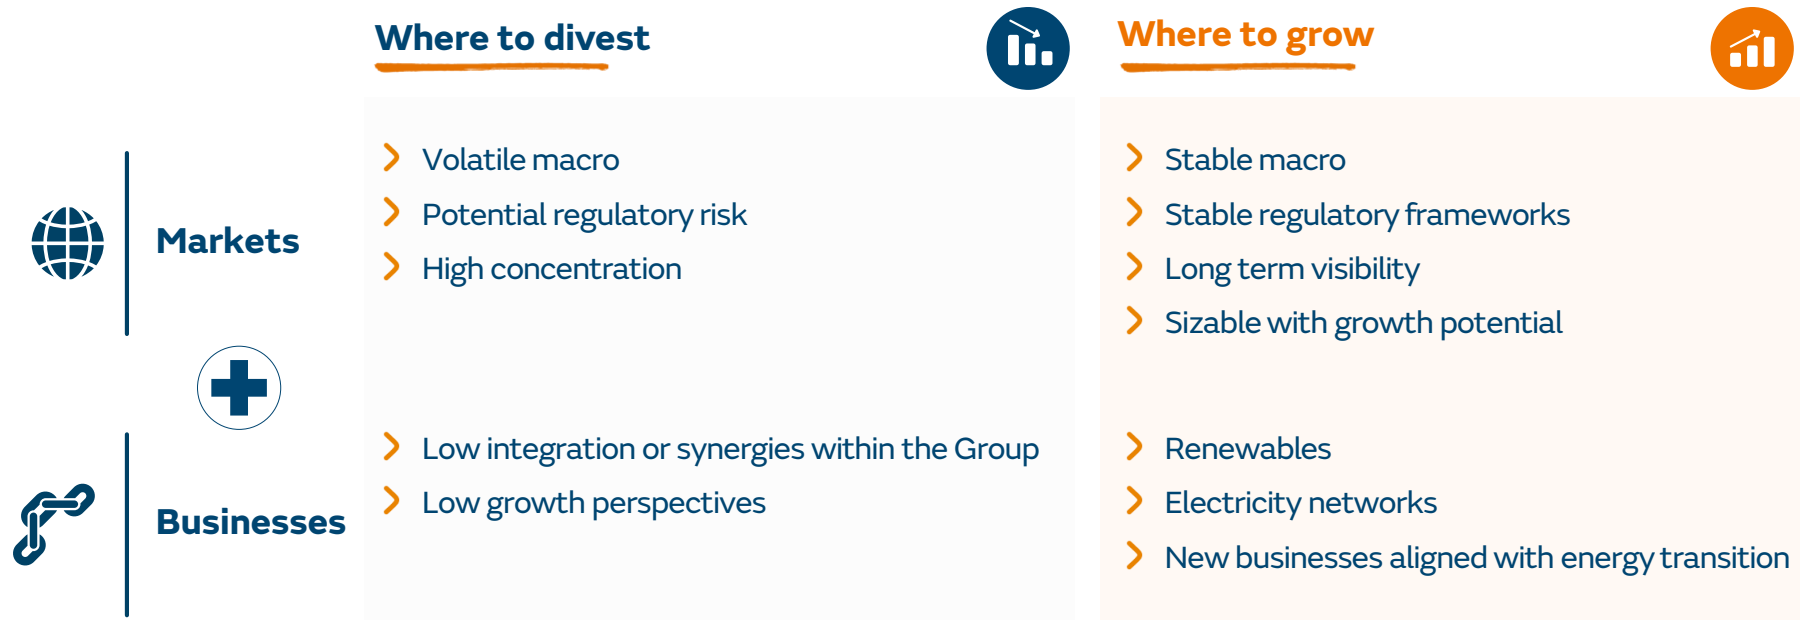 Where to divest
Where to grow
Markets
Volatile macro
Potential regulatory risk
High concentration
Stable macro
Stable regulatory frameworks
Long term visibility
Sizable with growth potential
Businesses
Low integration or synergies within the Group
Low growth perspectives
Renewables
Electricity networks
New businesses aligned with energy transition